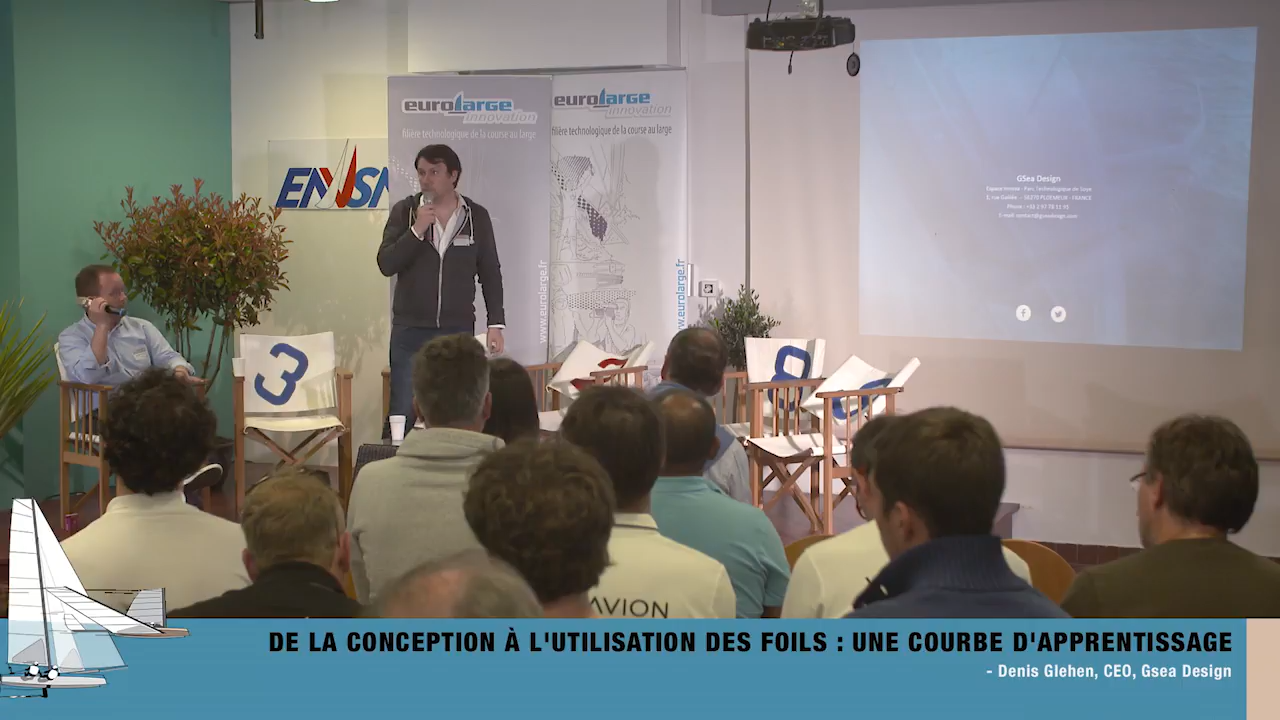 eurolarge
innovation
filière technologique de la course au large
www.eurolarge.fr
eurolarge
innovation
filière technologique de la course au large
www.eurolarge.fr
ENVSN
3
8
GSea Design
Phone :
AVION
DE LA CONCEPTION À L'UTILISATION DES FOILS : UNE COURBE D'APPRENTISSAGE
- Denis Glehen, CEO, Gsea Design